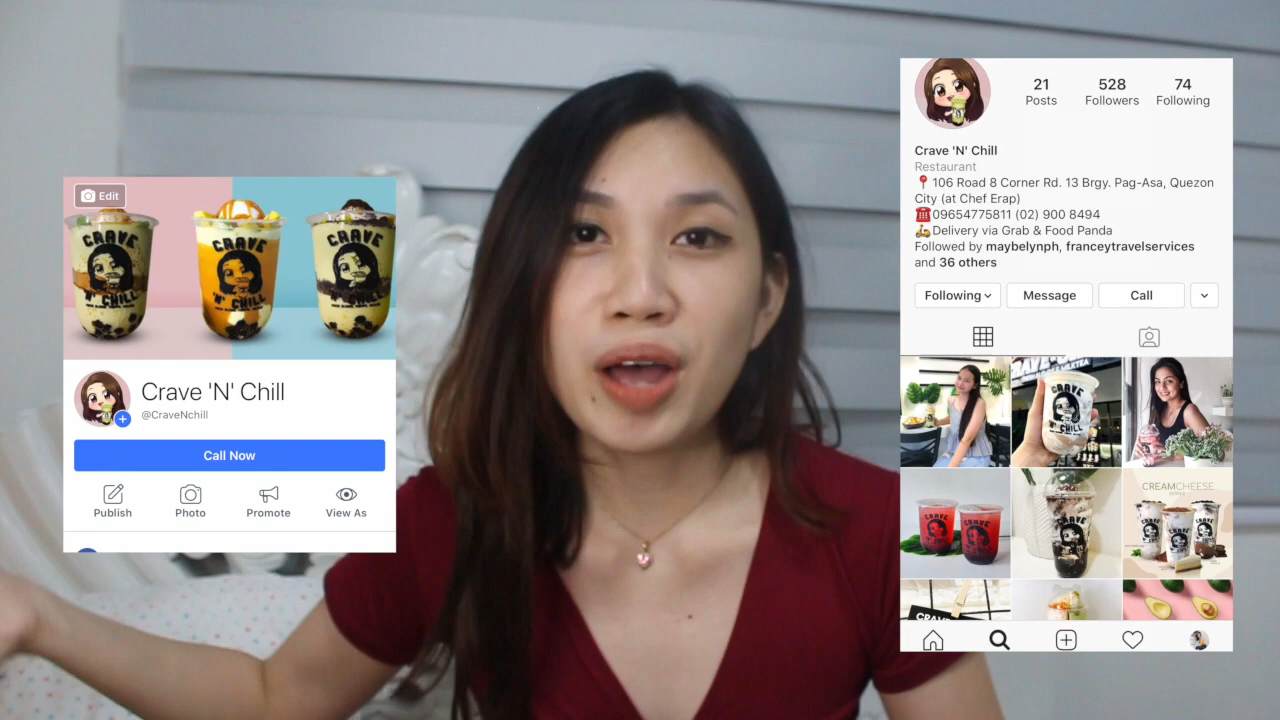 Edit
CRAVE
'N' CHILL
CRAVE
'N' CHILL
CRAVE
N' CHILL
Crave 'N' Chill
@CraveNchill
Call Now
Publish
Photo
Promote
View As
21
528
74
Posts
Followers
Following
Crave 'N' Chill
Restaurant
106 Road 8 Corner Rd. 13 Brgy. Pag-Asa, Quezon
City (at Chef Erap)
09654775811 (02) 900 8494
Delivery via Grab & Food Panda
Followed by maybelynph, franceytravelservices
and 36 others
Following
Message
Call
CRAVE
CHILL
CRAVE
CRAVE
CRAVE
CREAMCHEESE